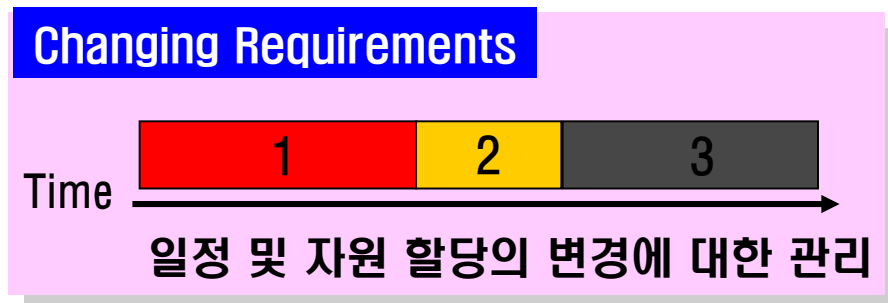 Changing Requirements
1 2 3
Time
일정 및 자원 할당의 변경에 대한 관리